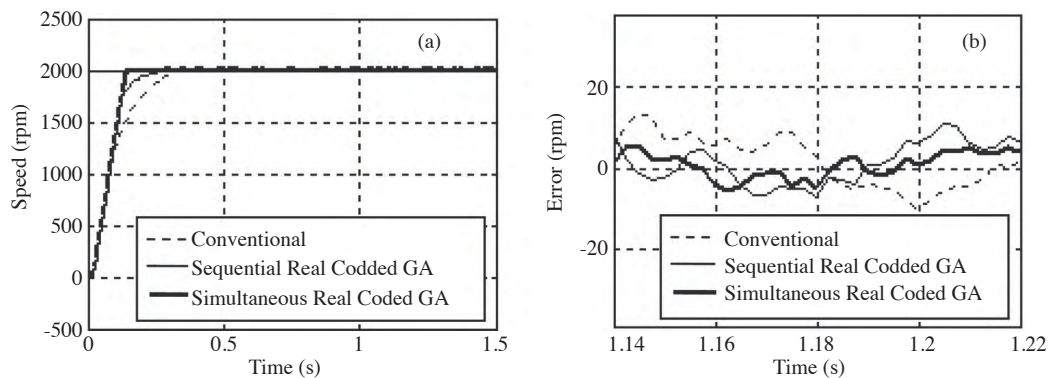 2500
2000
1500
1000
500
0
-500
Speed (rpm)
(a)
Conventional
Sequential Real Codded GA
Simultaneous Real Coded GA
0
0.5
1
1.5
Time (s)
20
0
-20
Error (rpm)
(b)
Conventional
Sequential Real Codded GA
Simultaneous Real Coded GA
1.14
1.16
1.18
1.2
1.22
Time (s)